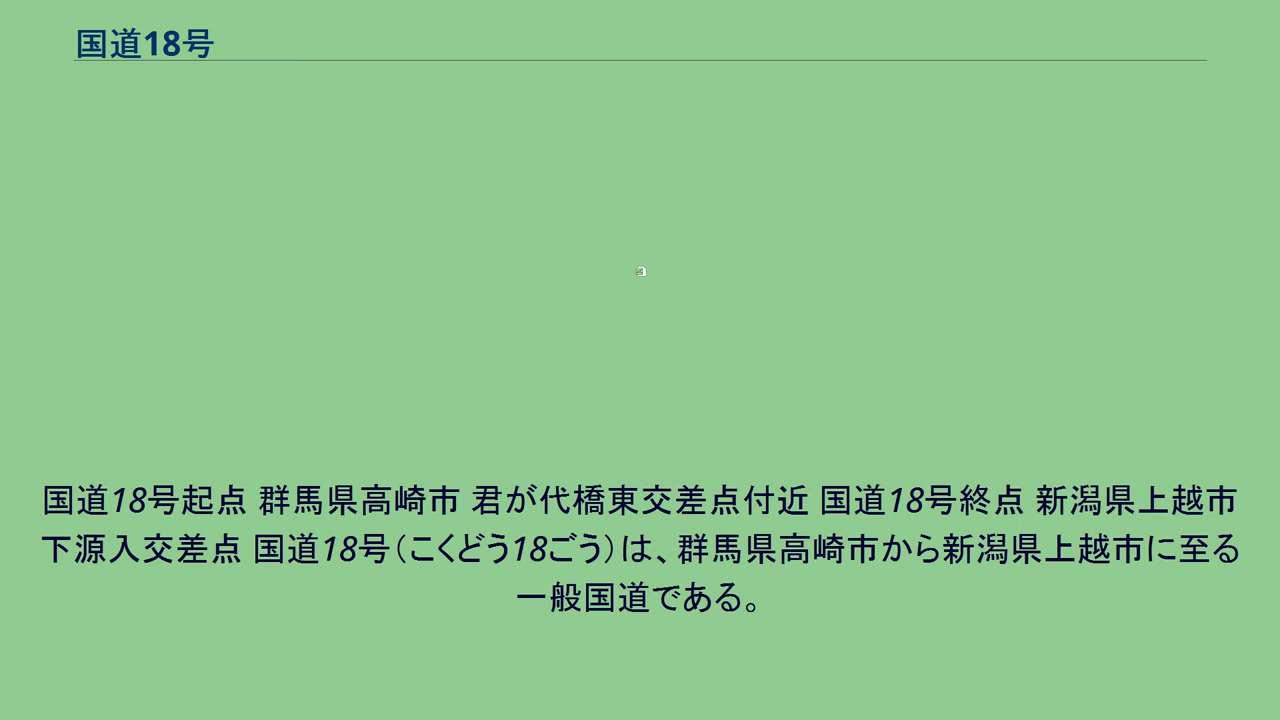 国道18号
国道18号起点 群馬県高崎市 君が代橋東交差点付近 国道18号終点 新潟県上越市
下源入交差点 国道18号（こくどう18ごう）は、群馬県高崎市から新潟県上越市に至る
一般国道である。